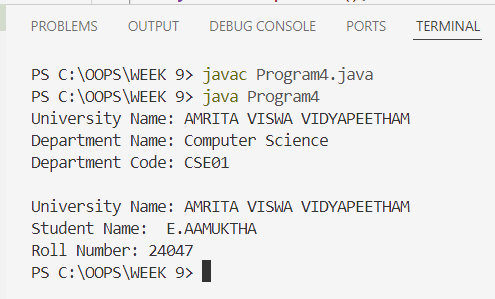 PROBLEMS OUTPUT DEBUG CONSOLE PORTS TERMINAL
PS C:\OOPS\WEEK 9> javac Program4.java
PS C:\OOPS\WEEK 9> java Program4
University Name: AMRITA VISWA VIDYAPEETHAM
Department Name: Computer Science
Department Code: CSE01
University Name: AMRITA VISWA VIDYAPEETHAM
Student Name:  E.AAMUKTHA
Roll Number: 24047
PS C:\OOPS\WEEK 9>